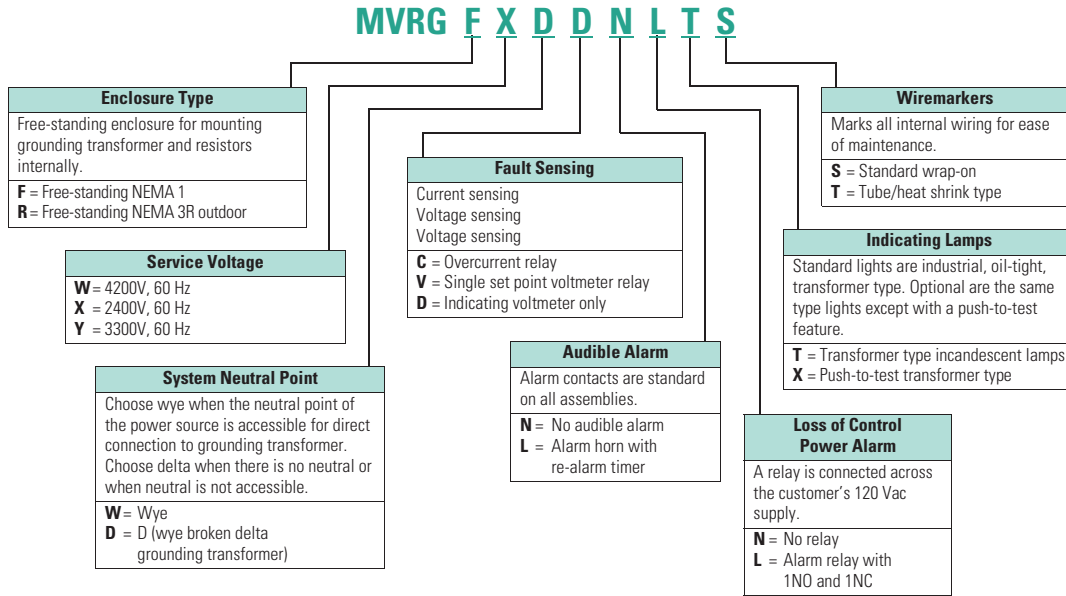 MVRG F X D D N L T S
Enclosure Type
Free-standing enclosure for mounting
grounding transformer and resistors
internally.
F = Free-standing NEMA 1
R = Free-standing NEMA 3R outdoor
Service Voltage
W = 4200V, 60 Hz
X = 2400V, 60 Hz
Y = 3300V, 60 Hz
System Neutral Point
Choose wye when the neutral point of
the power source is accessible for direct
connection to grounding transformer.
Choose delta when there is no neutral or
when neutral is not accessible.
W = Wye
D = D (wye broken delta
grounding transformer)
Fault Sensing
Current sensing
Voltage sensing
Voltage sensing
C = Overcurrent relay
V = Single set point voltmeter relay
D = Indicating voltmeter only
Audible Alarm
Alarm contacts are standard
on all assemblies.
N = No audible alarm
L = Alarm horn with
re-alarm timer
Loss of Control
Power Alarm
A relay is connected across
the customer's 120 Vac
supply.
N = No relay
L = Alarm relay with
1NO and 1NC
Indicating Lamps
Standard lights are industrial, oil-tight,
transformer type. Optional are the same
type lights except with a push-to-test
feature.
T = Transformer type incandescent lamps
X = Push-to-test transformer type
Wiremarkers
Marks all internal wiring for ease
of maintenance.
S = Standard wrap-on
T = Tube/heat shrink type